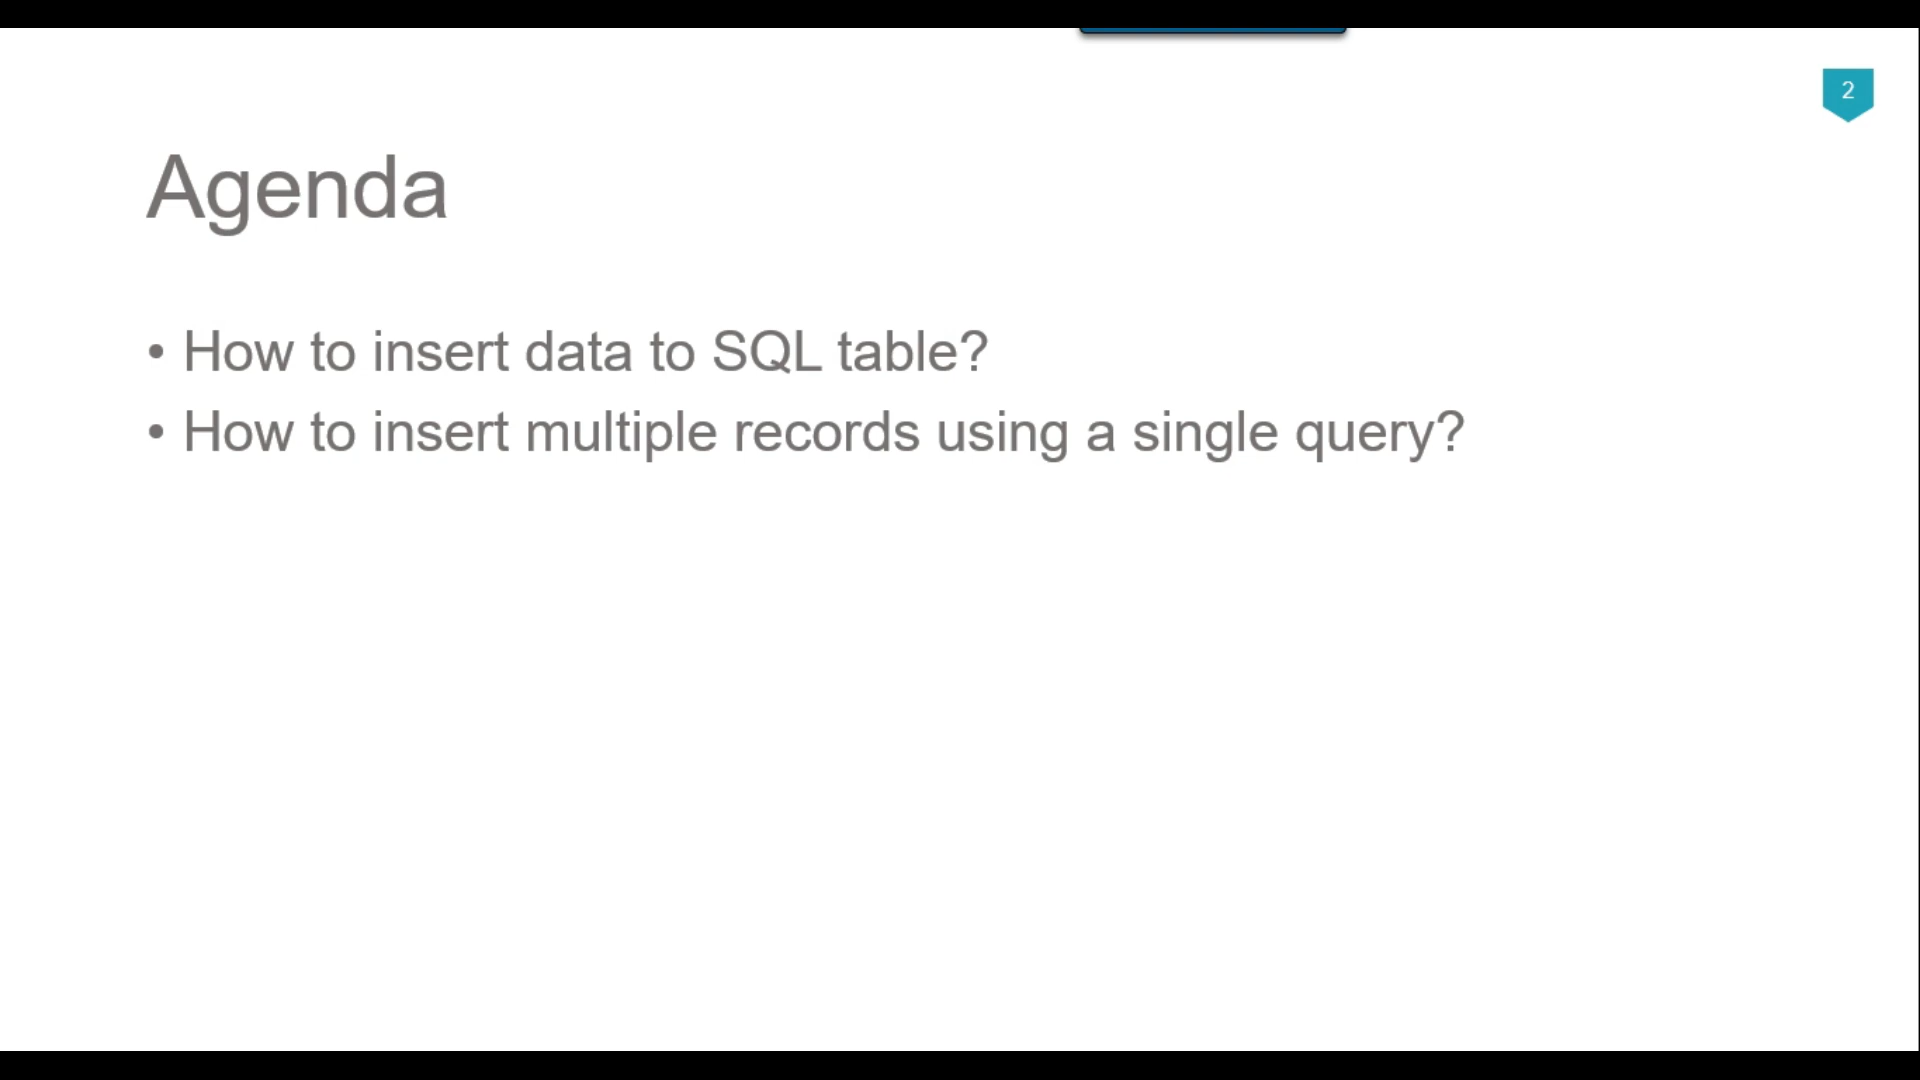 2
Agenda
• How to insert data to SQL table?
• How to insert multiple records using a single query?